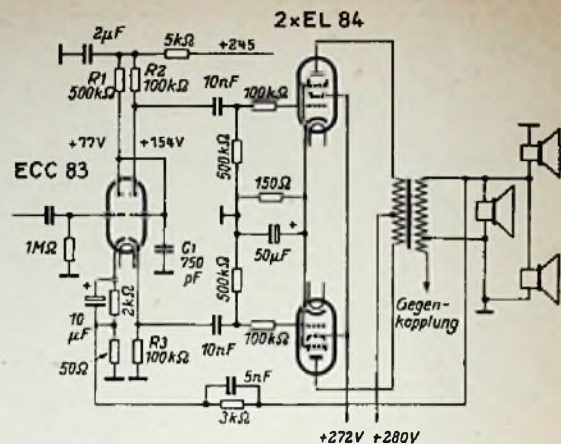 2×EL 84
2µF
5kΩ
+245
R1
500kΩ
R2
100kΩ
10nF
100kΩ
+77V
+154V
500kΩ
ECC 83
150Ω
1MΩ
C1
750
pF
50µF
+
+
10
µF
2kΩ
500kΩ
Gegen-
kopplung
50Ω
R3
100kΩ
10nF
100kΩ
5nF
3kΩ
+272V
+280V